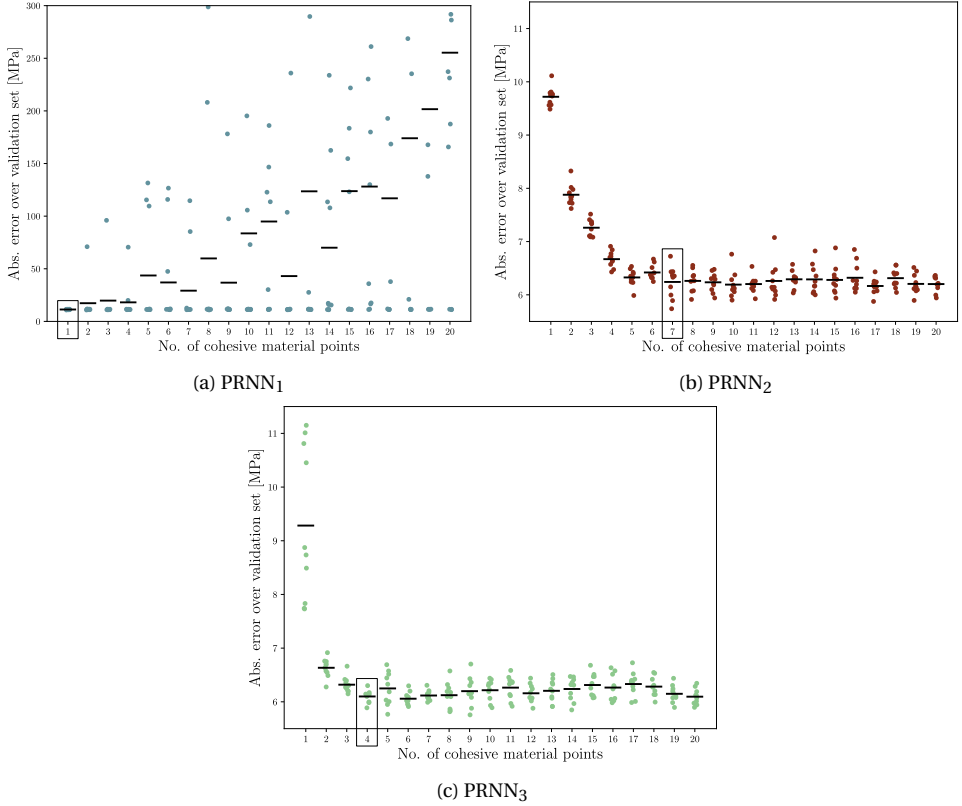 300
250
200
150
100
50
0
Abs. error over validation set [MPa]
1 2 3 4 5 6 7 8 9 10 11 12 13 14 15 16 17 18 19 20
No. of cohesive material points
(a) PRNN1
11
10
9
8
7
6
Abs. error over validation set [MPa]
1 2 3 4 5 6 7 8 9 10 11 12 13 14 15 16 17 18 19 20
No. of cohesive material points
(b) PRNN2
11
10
9
8
7
6
Abs. error over validation set [MPa]
1 2 3 4 5 6 7 8 9 10 11 12 13 14 15 16 17 18 19 20
No. of cohesive material points
(c) PRNN3